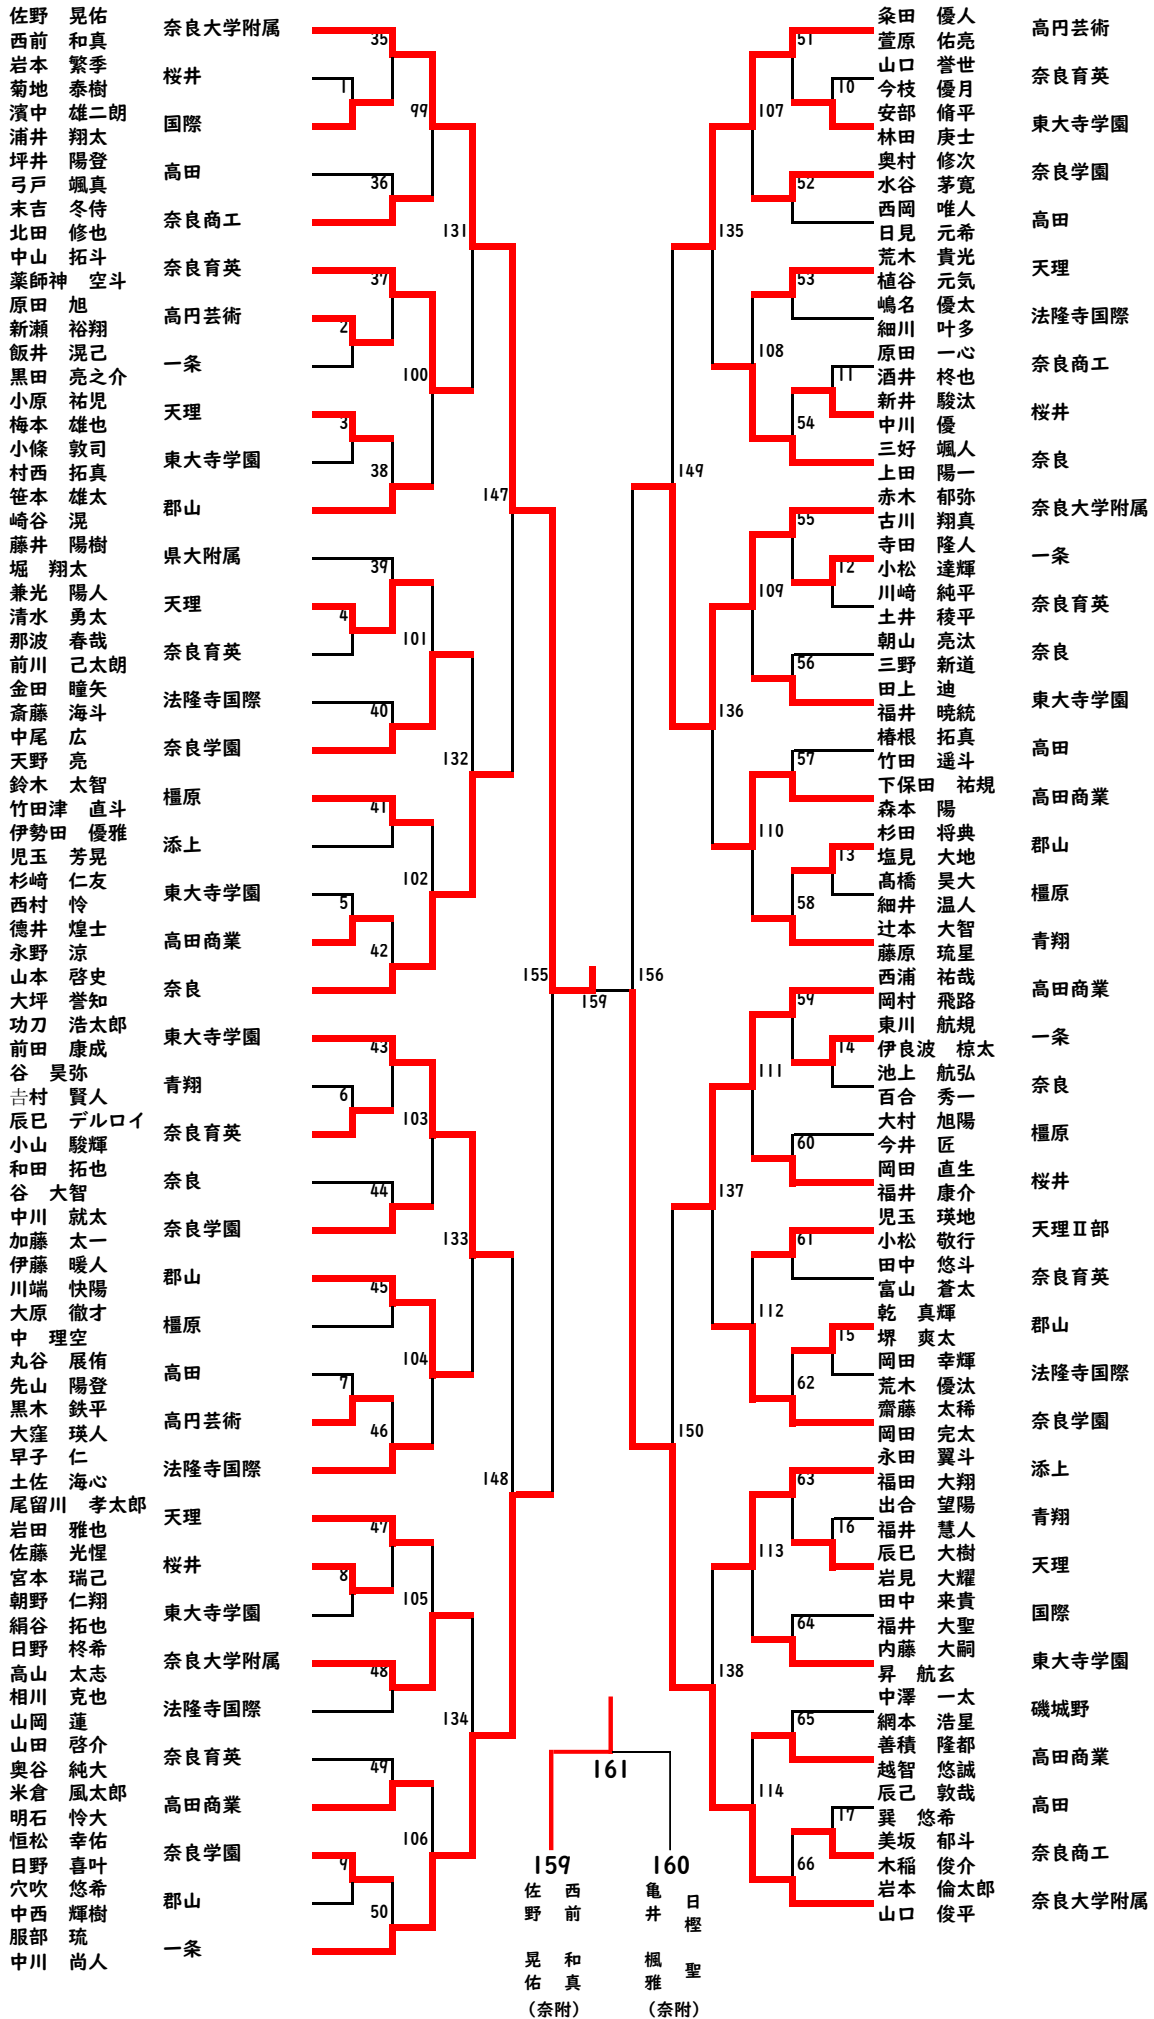 佐野　晃佑
西前　和真
奈良大学附属
岩本　繁季
菊地　泰樹
桜井
濱中　雄二朗
浦井　翔太
国際
坪井　陽登
弓戸　颯真
高田
末吉　冬侍
北田　修也
奈良商工
中山　拓斗
薬師神　空斗
奈良育英
原田　旭
新瀬　裕翔
高円芸術
飯井　滉己
黒田　亮之介
一条
小原　祐児
梅本　雄也
天理
小條　敦司
村西　拓真
東大寺学園
笹本　雄太
崎谷　滉
郡山
藤井　陽樹
堀　翔太
県大附属
兼光　陽人
清水　勇太
天理
那波　春哉
前川　己太朗
奈良育英
金田　瞳矢
斎藤　海斗
法隆寺国際
中尾　広
天野　亮
奈良学園
鈴木　太智
竹田津　直斗
橿原
伊勢田　優雅
児玉　芳晃
添上
杉﨑　仁友
西村　怜
東大寺学園
德井　煌士
永野　涼
高田商業
山本　啓史
大坪　誉知
奈良
功刀　浩太郎
前田　康成
東大寺学園
谷　昊弥
𠮷村　賢人
青翔
辰巳　デルロイ
小山　駿輝
奈良育英
和田　拓也
谷　大智
奈良
中川　就太
加藤　太一
奈良学園
伊藤　暖人
川端　快陽
郡山
大原　徹才
中　理空
橿原
丸谷　展侑
先山　陽登
高田
黒木　鉄平
大窪　瑛人
高円芸術
早子　仁
土佐　海心
法隆寺国際
尾留川　孝太郎
岩田　雅也
天理
佐藤　光惺
宮本　瑞己
桜井
朝野　仁翔
絹谷　拓也
東大寺学園
日野　柊希
高山　太志
奈良大学附属
相川　克也
山岡　蓮
法隆寺国際
山田　啓介
奥谷　純大
奈良育英
米倉　風太郎
明石　怜大
高田商業
恒松　幸佑
日野　喜叶
奈良学園
穴吹　悠希
中西　輝樹
郡山
服部　琉
中川　尚人
一条
35
1
99
36
131
37
2
100
3
38
147
39
4
101
40
132
41
102
5
42
155
43
6
103
44
133
45
104
7
46
148
47
8
105
48
134
49
106
9
50
159
156
161
159
160
佐野　晃佑
西前　和真
（奈附）
亀井　楓雅
日樫　聖
（奈附）
51
10
107
52
135
53
108
11
54
149
55
12
109
56
136
57
110
13
58
59
14
111
60
137
61
112
15
62
150
63
16
113
64
138
65
114
17
66
粂田　優人
萱原　佑亮
高円芸術
山口　誉世
今枝　優月
奈良育英
安部　脩平
林田　庚士
東大寺学園
奥村　修次
水谷　茅寛
奈良学園
西岡　唯人
日見　元希
高田
荒木　貴光
植谷　元気
天理
嶋名　優太
細川　叶多
法隆寺国際
原田　一心
酒井　柊也
奈良商工
新井　駿汰
中川　優
桜井
三好　颯人
上田　陽一
奈良
赤木　郁弥
古川　翔真
奈良大学附属
寺田　隆人
小松　達輝
一条
川﨑　純平
土井　稜平
奈良育英
朝山　亮汰
三野　新道
奈良
田上　迪
福井　暁統
東大寺学園
椿根　拓真
竹田　遥斗
高田
下保田　祐規
森本　陽
高田商業
杉田　将典
塩見　大地
郡山
髙橋　昊大
細井　温人
橿原
辻本　大智
藤原　琉星
青翔
西浦　祐哉
岡村　飛路
高田商業
東川　航規
伊良波　椋太
一条
池上　航弘
百合　秀一
奈良
大村　旭陽
今井　匠
橿原
岡田　直生
福井　康介
桜井
児玉　瑛地
小松　敬行
天理Ⅱ部
田中　悠斗
富山　蒼太
奈良育英
乾　真輝
堺　爽太
郡山
岡田　幸輝
荒木　優汰
法隆寺国際
齋藤　太稀
岡田　完太
奈良学園
永田　翼斗
福田　大翔
添上
出合　望陽
福井　慧人
青翔
辰巳　大樹
岩見　大耀
天理
田中　来貴
福井　大聖
国際
内藤　大嗣
昇　航玄
東大寺学園
中澤　一太
網本　浩星
磯城野
善積　隆都
越智　悠誠
高田商業
辰己　敦哉
巽　悠希
高田
美坂　郁斗
木稲　俊介
奈良商工
岩本　倫太郎
山口　俊平
奈良大学附属